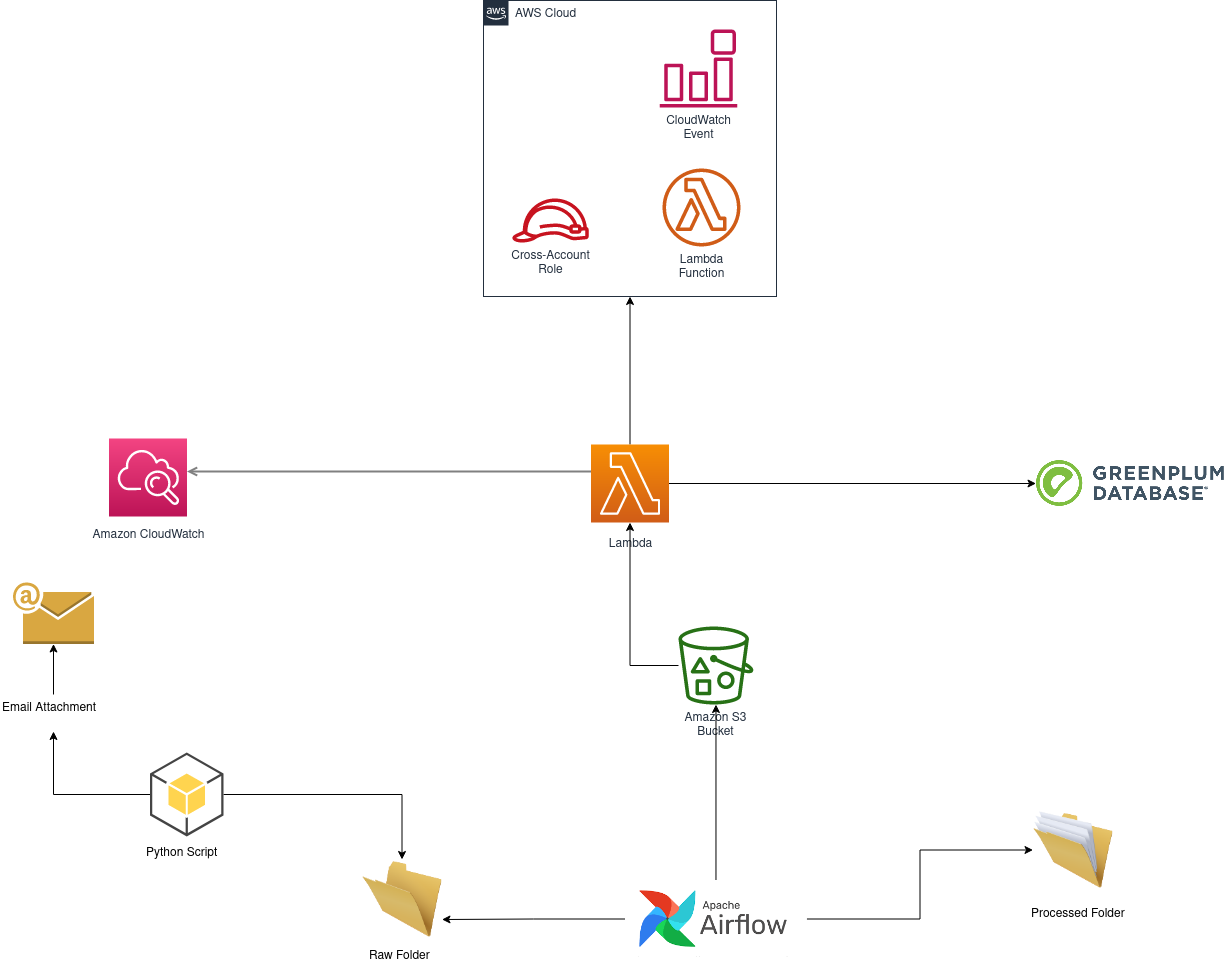 aws
AWS Cloud
CloudWatch
Event
Cross-Account
Role
Lambda
Function
Amazon CloudWatch
Lambda
GREENPLUM
DATABASE
@
Email Attachment
Amazon S3
Bucket
Python Script
Raw Folder
Apache
Airflow
Processed Folder